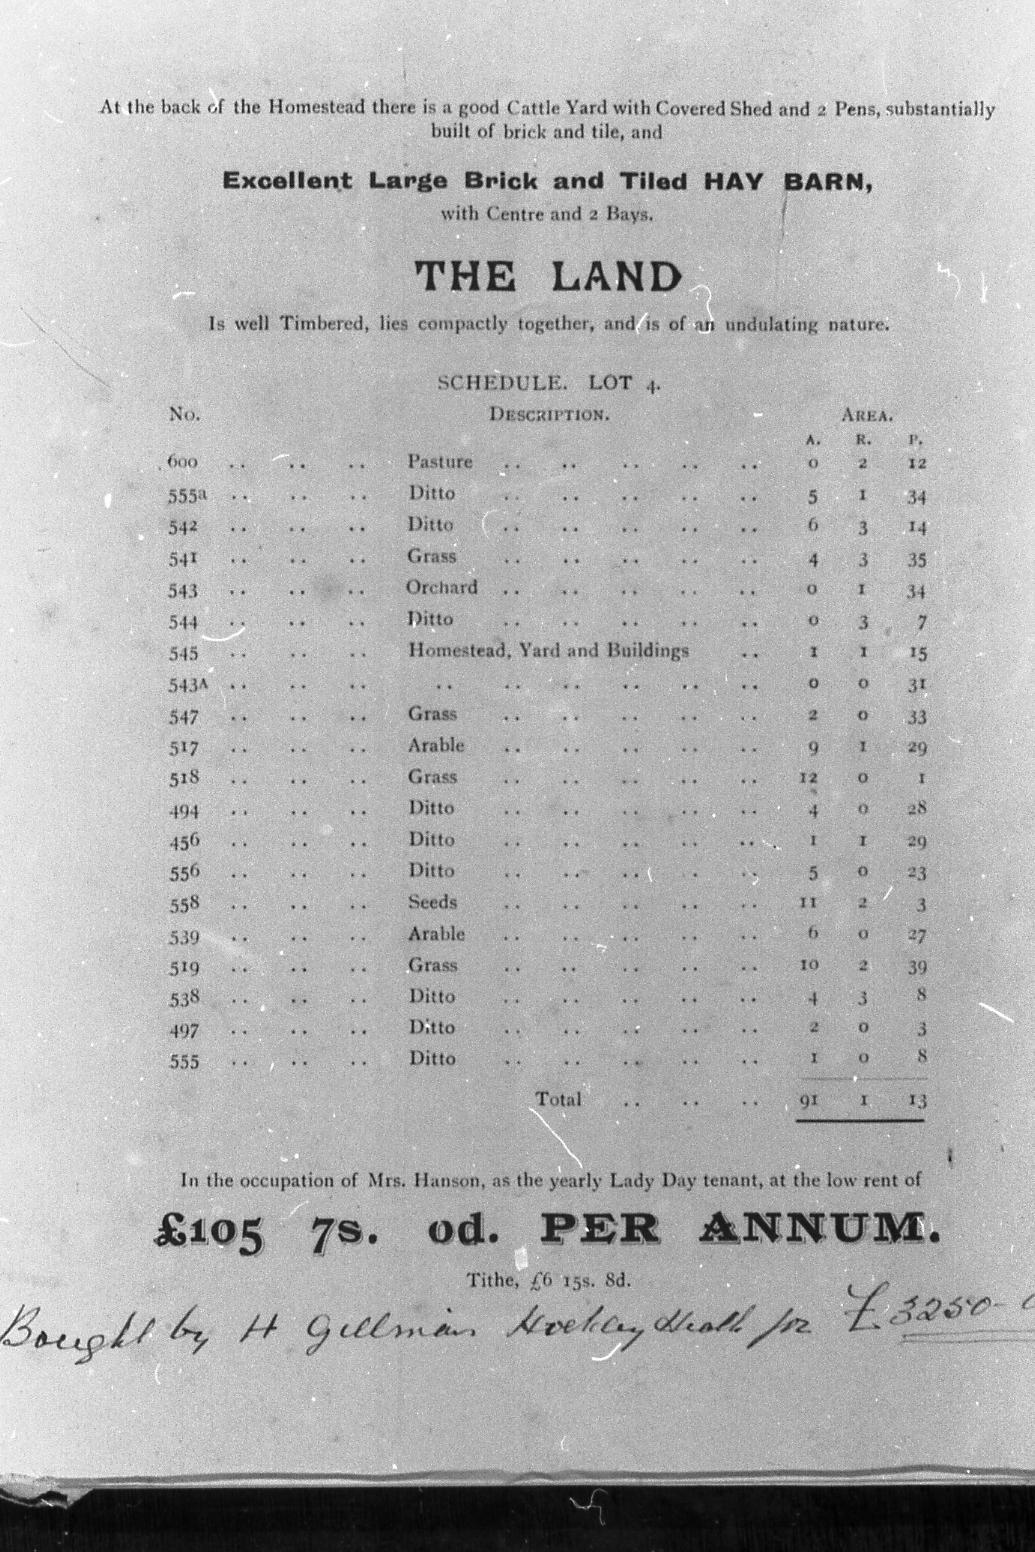 At the back of the Homestead there is a good Cattle Yard with Covered Shed and 2 Pens, substantially
built of brick and tile, and
Excellent Large Brick and Tiled HAY BARN,
with Centre and 2 Bays.
THE LAND
Is well Timbered, lies compactly together, and is of an undulating nature.
SCHEDULE. LOT 4.
No. DESCRIPTION. AREA.
A. R. P.
600 .. .. .. Pasture .. .. .. .. .. 0 2 12
555a .. .. .. Ditto .. .. .. .. .. 5 1 34
542 .. .. .. Ditto .. .. .. .. .. 6 3 14
541 .. .. .. Grass .. .. .. .. .. 4 3 35
543 .. .. .. Orchard .. .. .. .. .. 0 1 34
544 .. .. .. Ditto .. .. .. .. .. 0 3 7
545 .. .. .. Homestead, Yard and Buildings .. 1 1 15
543A .. .. .. .. .. .. .. .. .. 0 0 31
547 .. .. .. Grass .. .. .. .. .. 2 0 33
517 .. .. .. Arable .. .. .. .. .. 9 1 29
518 .. .. .. Grass .. .. .. .. .. 12 0 1
494 .. .. .. Ditto .. .. .. .. .. 4 0 28
456 .. .. .. Ditto .. .. .. .. .. 1 1 29
556 .. .. .. Ditto .. .. .. .. .. 5 0 23
558 .. .. .. Seeds .. .. .. .. .. 11 2 3
539 .. .. .. Arable .. .. .. .. .. 6 0 27
519 .. .. .. Grass .. .. .. .. .. 10 2 39
538 .. .. .. Ditto .. .. .. .. .. 4 3 8
497 .. .. .. Ditto .. .. .. .. .. 2 0 3
555 .. .. .. Ditto .. .. .. .. .. 1 0 8
Total .. .. .. 91 1 13
In the occupation of Mrs. Hanson, as the yearly Lady Day tenant, at the low rent of
£105 7s. 0d. PER ANNUM.
Tithe, £6 15s. 8d.
Bought by H Gillman Hockley Heath for £3250-0